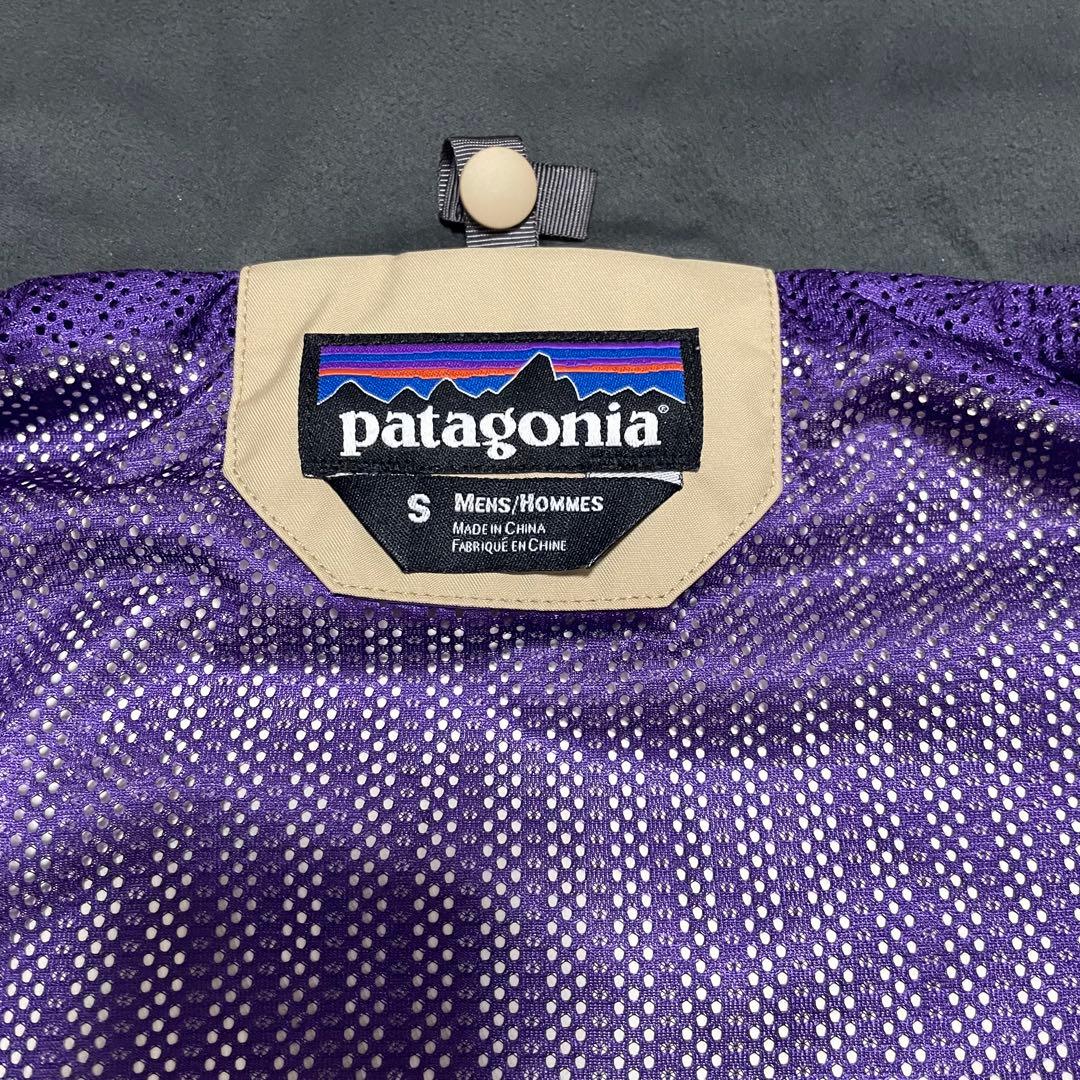 patagonia®
S MENS/HOMMES
MADE IN CHINA
FABRIQUÉ EN CHINE